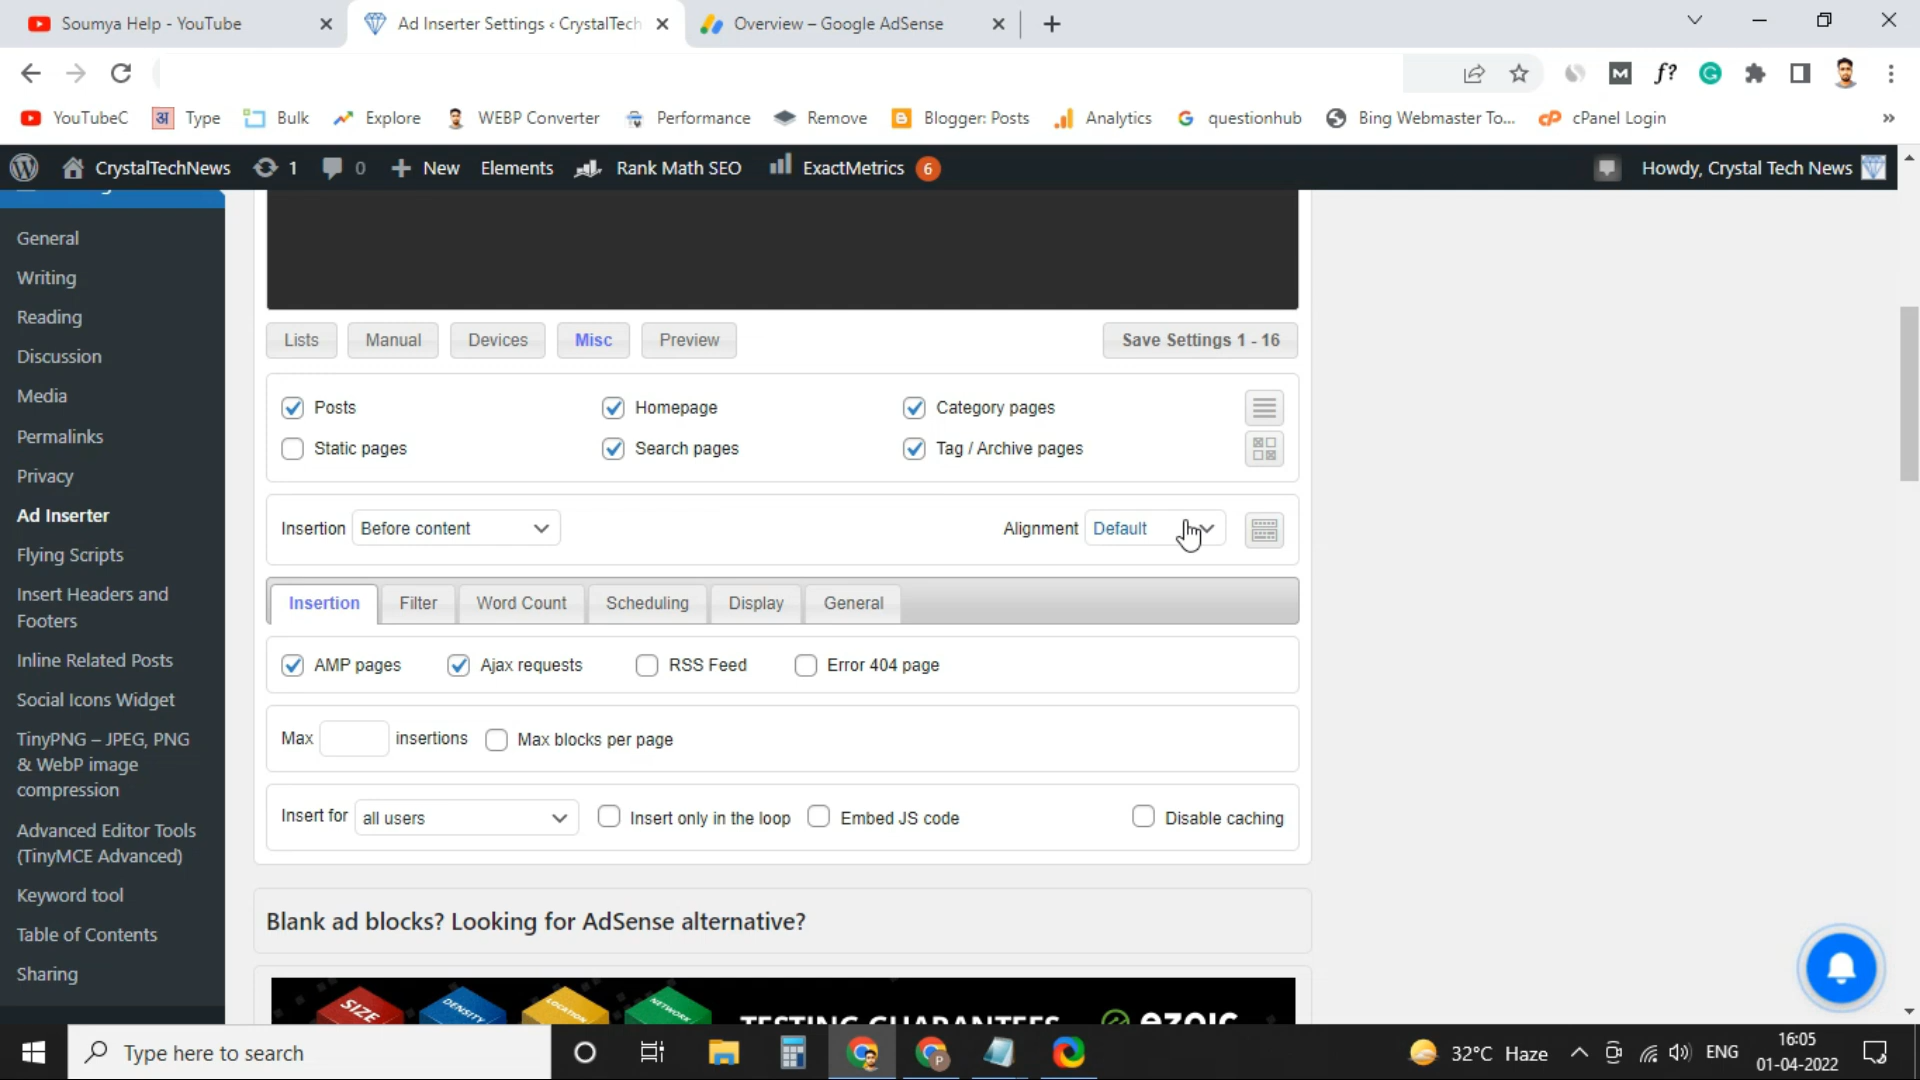 Soumya Help - YouTube
Ad Inserter Settings ‹ CrystalTech
Overview – Google AdSense
YouTubeC
Type
Bulk
Explore
WEBP Converter
Performance
Remove
Blogger: Posts
Analytics
questionhub
Bing Webmaster To...
cPanel Login
CrystalTechNews
1
0
New
Elements
Rank Math SEO
ExactMetrics
6
Howdy, Crystal Tech News
General
Writing
Reading
Discussion
Media
Permalinks
Privacy
Ad Inserter
Flying Scripts
Insert Headers and
Footers
Inline Related Posts
Social Icons Widget
TinyPNG – JPEG, PNG
& WebP image
compression
Advanced Editor Tools
(TinyMCE Advanced)
Keyword tool
Table of Contents
Sharing
Lists
Manual
Devices
Misc
Preview
Save Settings 1 - 16
Posts
Homepage
Category pages
Static pages
Search pages
Tag / Archive pages
Insertion
Before content
Alignment
Default
Insertion
Filter
Word Count
Scheduling
Display
General
AMP pages
Ajax requests
RSS Feed
Error 404 page
Max
insertions
Max blocks per page
Insert for
all users
Insert only in the loop
Embed JS code
Disable caching
Blank ad blocks? Looking for AdSense alternative?
SIZE
DENSITY
LOCATION
NETWORK
TESTING GUARANTEES
ezoic
Type here to search
32°C Haze
ENG
16:05
01-04-2022